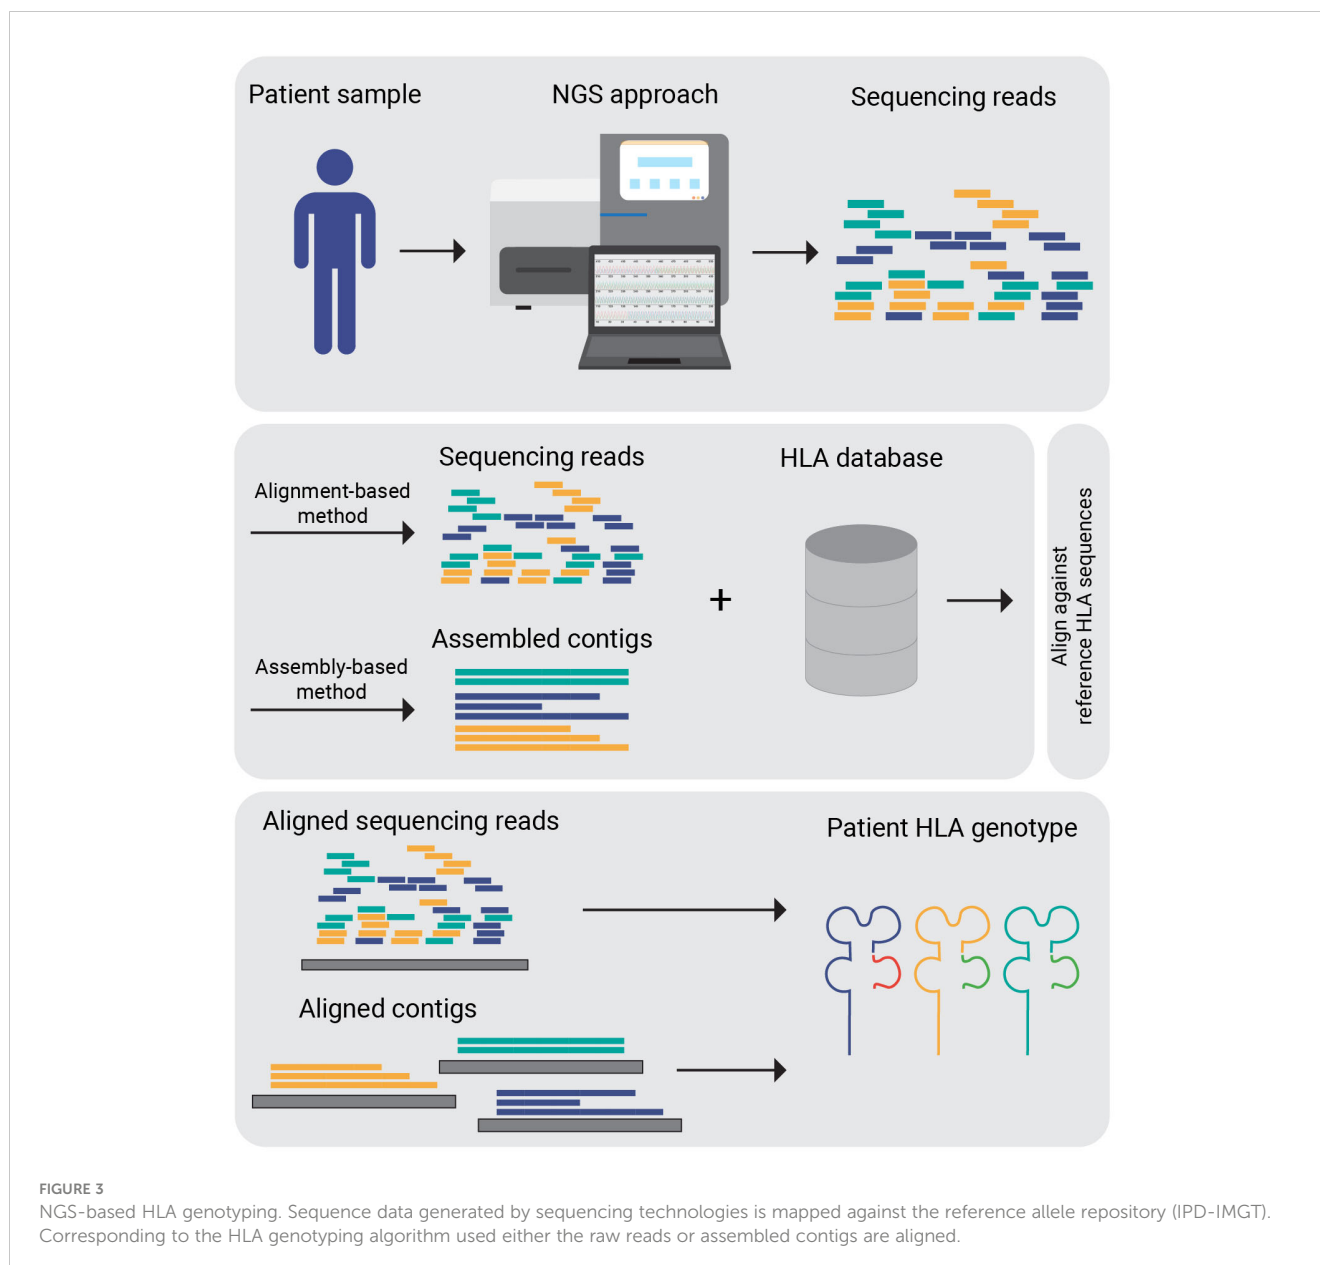 Patient sample
NGS approach
Sequencing reads
Alignment-based
method
Sequencing reads
HLA database
+
Assembly-based
method
Assembled contigs
Align against
reference HLA sequences
Aligned sequencing reads
Patient HLA genotype
Aligned contigs
FIGURE 3
NGS-based HLA genotyping. Sequence data generated by sequencing technologies is mapped against the reference allele repository (IPD-IMGT).
Corresponding to the HLA genotyping algorithm used either the raw reads or assembled contigs are aligned.